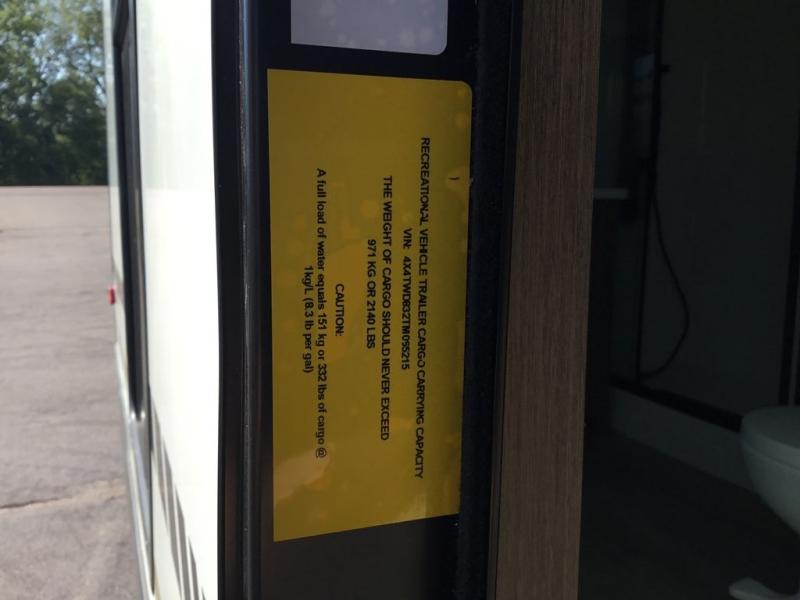 RECREATIONAL VEHICLE TRAILER CARGO CARRYING CAPACITY
VIN: 4X4TWD832TM095215
THE WEIGHT OF CARGO SHOULD NEVER EXCEED
971 KG OR 2140 LBS
CAUTION:
A full load of water equals 151 kg or 332 lbs of cargo @
1kg/L (8.3 lb per gal)